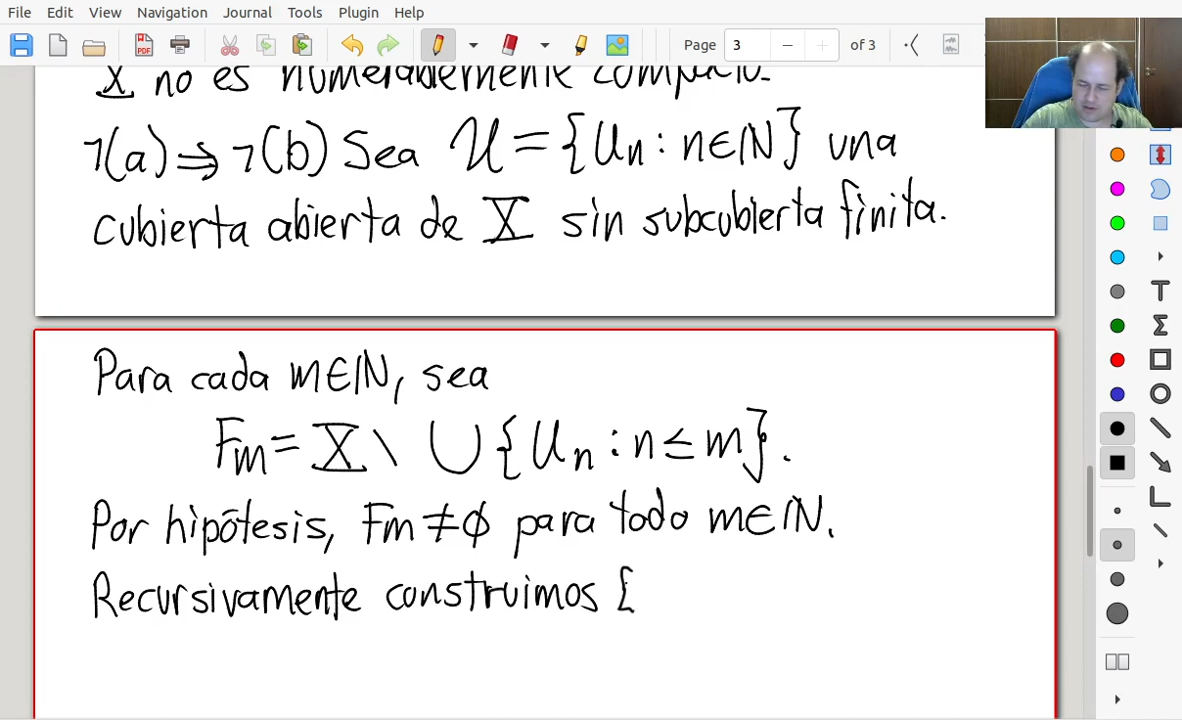 File Edit View Navigation Journal Tools Plugin Help
Page 3 of 3
X no es numerablemente compacto.
¬(a)⇒¬(b) Sea U = {Un : n∈ℕ} una
cubierta abierta de X sin subcubierta finita.
Para cada m∈ℕ, sea
Fm = X \ ∪ {Un : n ≤ m}.
Por hipótesis, Fm ≠ ∅ para todo m∈ℕ.
Recursivamente construimos {